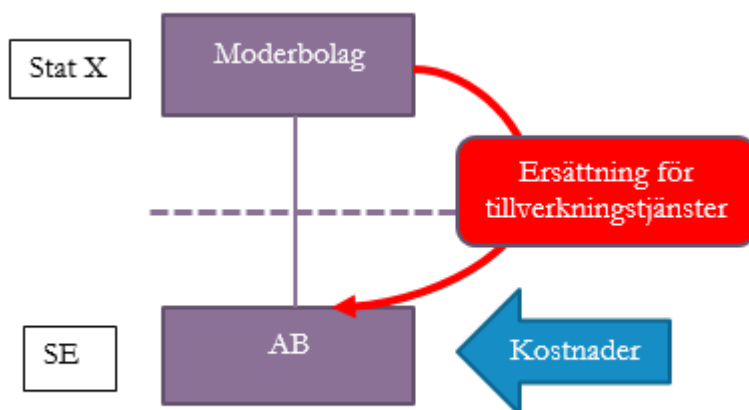 Stat X
Moderbolag
Ersättning för
tillverkningstjänster
SE
AB
Kostnader